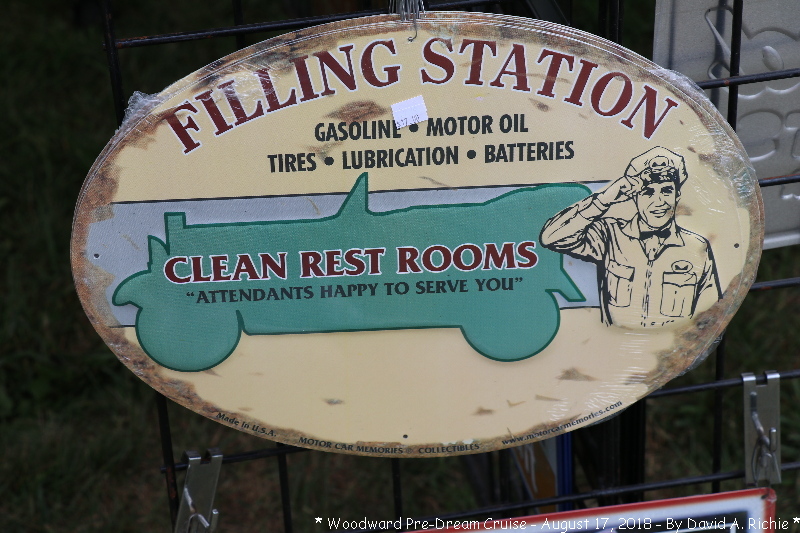 FILLING STATION
GASOLINE • MOTOR OIL
TIRES • LUBRICATION • BATTERIES
CLEAN REST ROOMS
"ATTENDANTS HAPPY TO SERVE YOU"
Made in U.S.A. MOTOR CAR MEMORIES © COLLECTIBLES www.motorcarmemories.com
* Woodward Pre-Dream Cruise - August 17, 2018 - By David A. Richie *